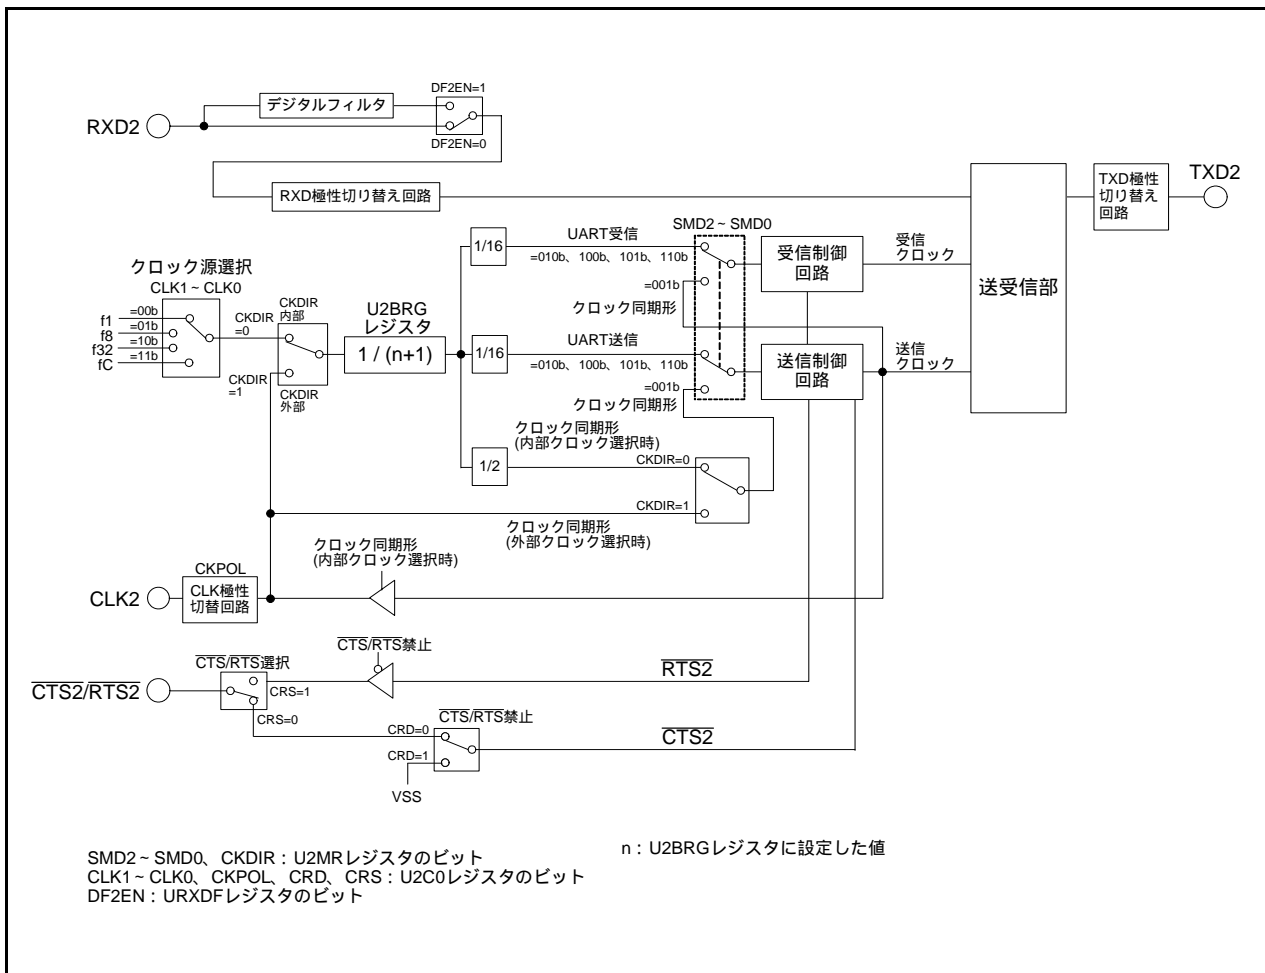 DF2EN=1
デジタルフィルタ
RXD2
DF2EN=0
RXD極性切り替え回路
TXD極性
切り替え
回路
TXD2
SMD2～SMD0
UART受信
1/16
=010b、100b、101b、110b
受信制御
回路
受信
クロック
送受信部
=001b
クロック同期形
クロック源選択
CLK1～CLK0
f1
=00b
f8
=01b
f32
=10b
fC
=11b
CKDIR
=0
CKDIR
内部
CKDIR
=1
CKDIR
外部
U2BRG
レジスタ
1 / (n+1)
UART送信
1/16
=010b、100b、101b、110b
送信制御
回路
送信
クロック
=001b
クロック同期形
クロック同期形
(内部クロック選択時)
1/2
CKDIR=0
CKDIR=1
クロック同期形
(外部クロック選択時)
クロック同期形
(内部クロック選択時)
CKPOL
CLK2
CLK極性
切替回路
CTS/RTS禁止
CTS/RTS選択
CTS2/RTS2
CRS=1
RTS2
CRS=0
CTS/RTS禁止
CRD=0
CTS2
CRD=1
VSS
SMD2～SMD0、CKDIR：U2MRレジスタのビット
CLK1～CLK0、CKPOL、CRD、CRS：U2C0レジスタのビット
DF2EN：URXDFレジスタのビット
n：U2BRGレジスタに設定した値